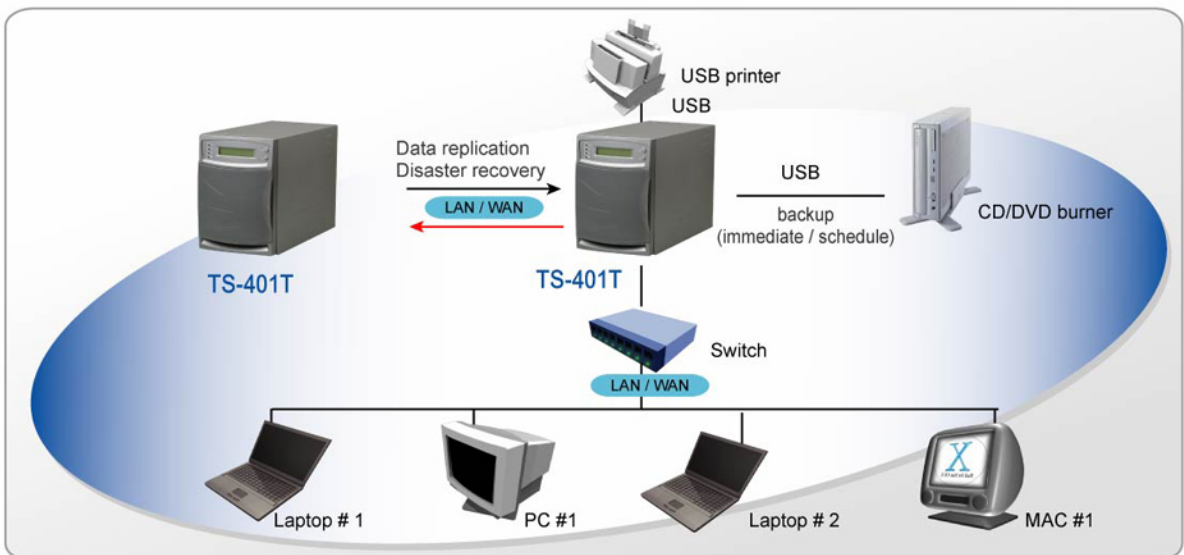 USB printer
USB
Data replication
Disaster recovery
LAN / WAN
USB
backup
(immediate / schedule)
CD/DVD burner
TS-401T
TS-401T
Switch
LAN / WAN
Laptop # 1
PC #1
Laptop # 2
MAC #1
X